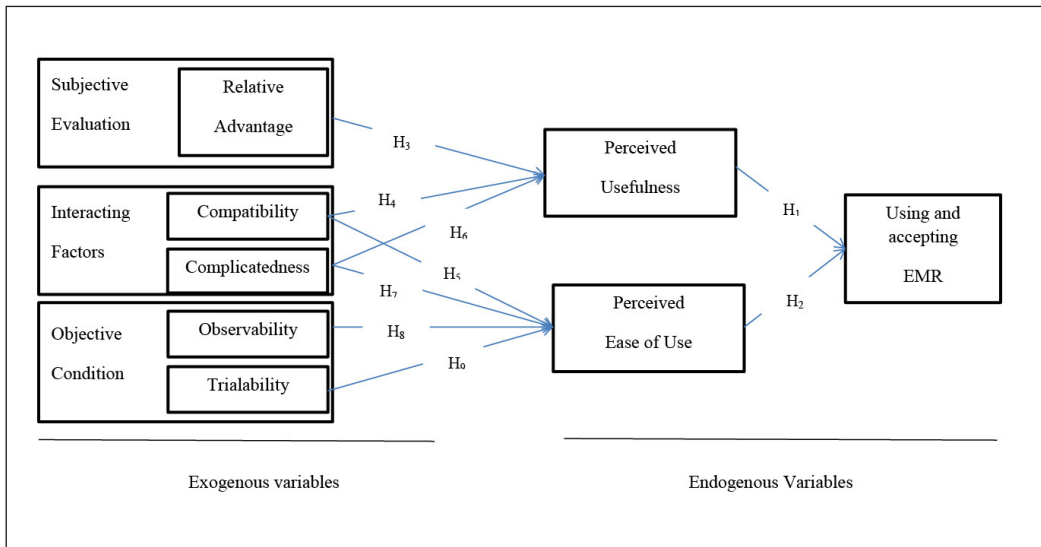 Subjective
Evaluation
Relative
Advantage
H₃
Interacting
Factors
Compatibility
Complicatedness
H₄
H₆
H₅
H₇
Objective
Condition
Observability
Trialability
H₈
H₉
Perceived
Usefulness
Perceived
Ease of Use
H₁
H₂
Using and
accepting
EMR
Exogenous variables
Endogenous Variables